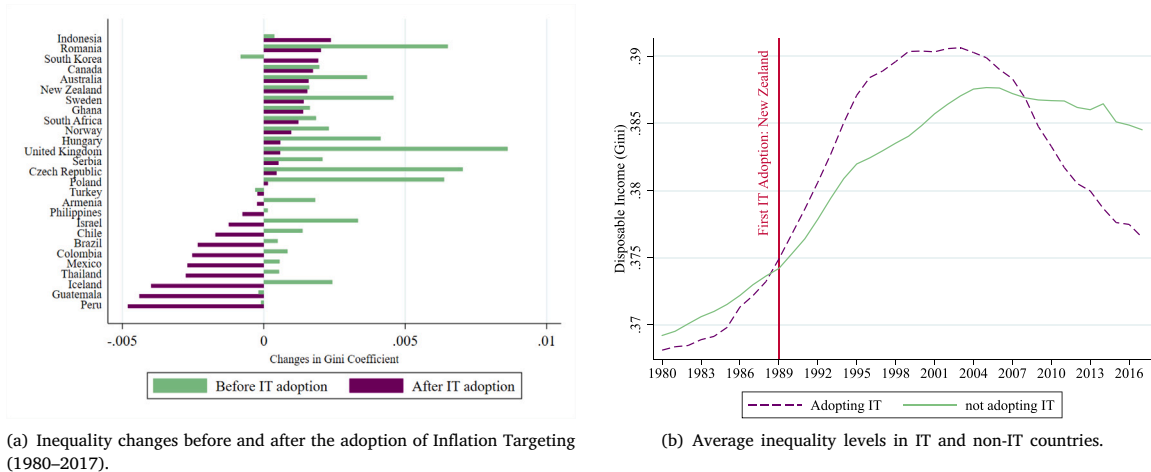 Indonesia
Romania
South Korea
Canada
Australia
New Zealand
Sweden
Ghana
South Africa
Norway
Hungary
United Kingdom
Serbia
Czech Republic
Poland
Turkey
Armenia
Philippines
Israel
Chile
Brazil
Colombia
Mexico
Thailand
Iceland
Guatemala
Peru
-.005 0 .005 .01
Changes in Gini Coefficient
Before IT adoption After IT adoption
(a) Inequality changes before and after the adoption of Inflation Targeting
(1980–2017).
Disposable Income (Gini)
.39
.385
.38
.375
.37
First IT Adoption: New Zealand
1980 1983 1986 1989 1992 1995 1998 2001 2004 2007 2010 2013 2016
Adopting IT not adopting IT
(b) Average inequality levels in IT and non-IT countries.